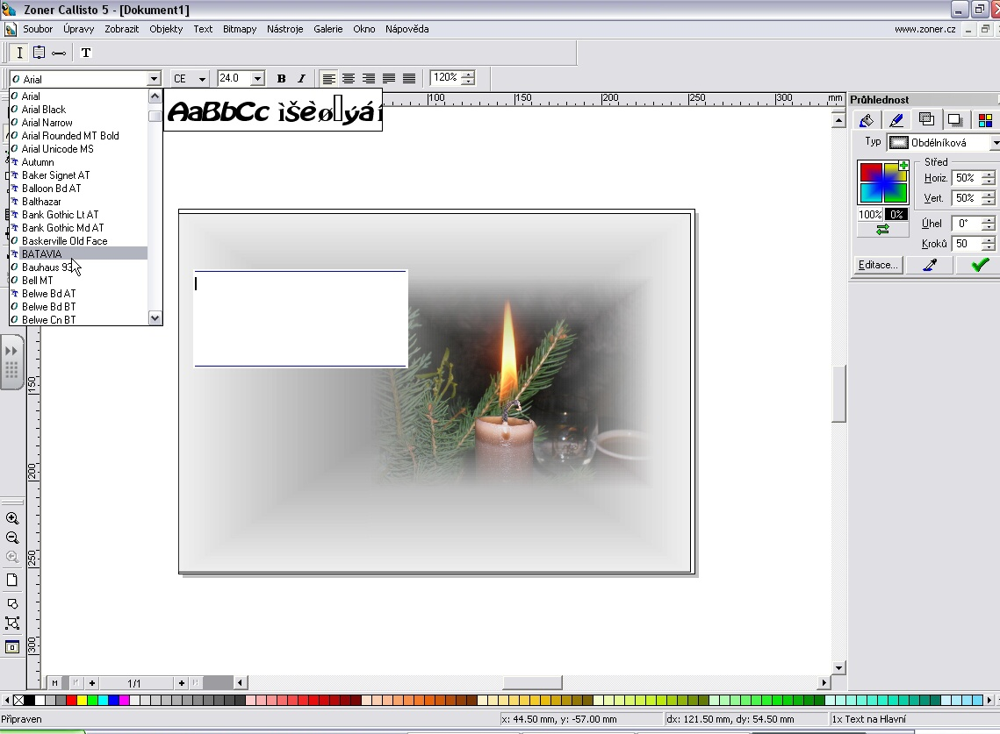 Zoner Callisto 5 - [Dokument1]
Soubor Úpravy Zobrazit Objekty Text Bitmapy Nástroje Galerie Okno Nápověda www.zoner.cz
T
Arial CE 24.0 B I 120%
Arial
Arial Black
Arial Narrow
Arial Rounded MT Bold
Arial Unicode MS
Autumn
Baker Signet AT
Balloon Bd AT
Balthazar
Bank Gothic Lt AT
Bank Gothic Md AT
Baskerville Old Face
BATAVIA
Bauhaus 93
Bell MT
Belwe Bd AT
Belwe Bd BT
Belwe Cn BT
AaBbCc ìšèø ýáí
100 150 200 250 mm
150
200
250
300
Průhlednost
Typ Obdélníková
Střed
Horiz. 50%
Vert. 50%
100% 0%
Úhel 0°
Kroků 50
Editace...
M 1/1
Připraven x: 44.50 mm, y: -57.00 mm dx: 121.50 mm, dy: 54.50 mm 1x Text na Hlavní